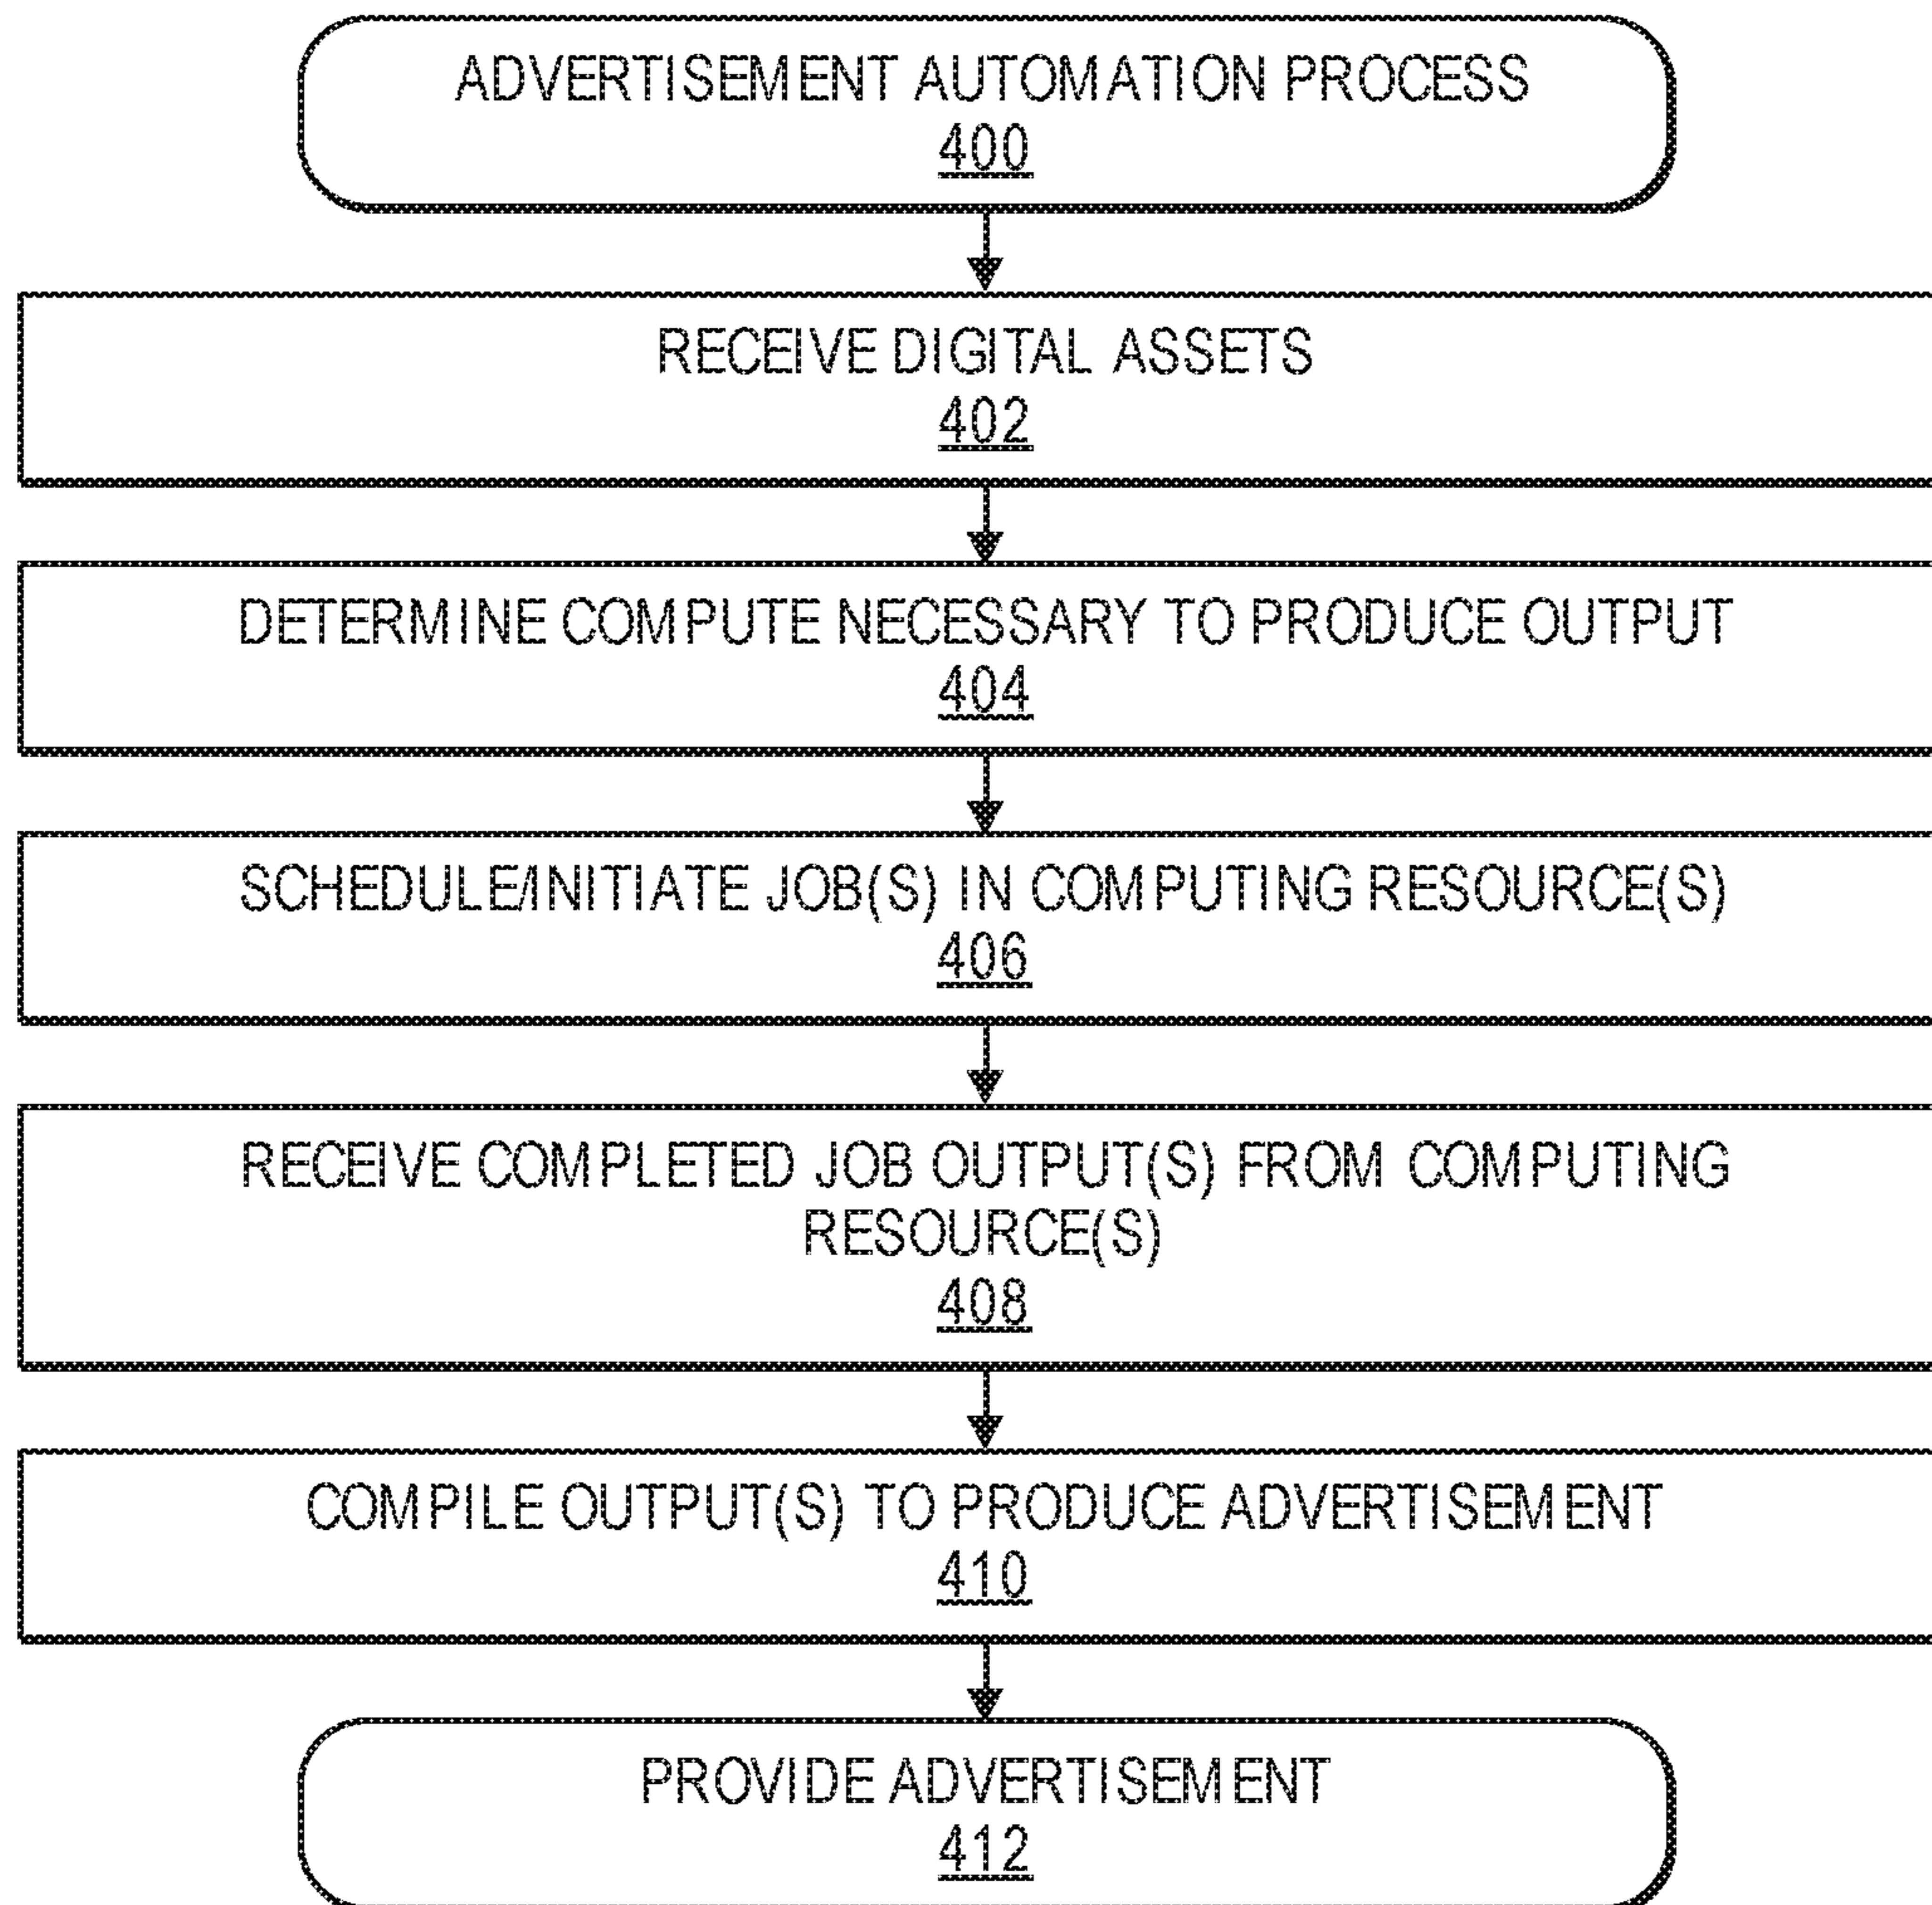 ADVERTISEMENT AUTOMATION PROCESS
400
RECEIVE DIGITAL ASSETS
402
DETERMINE COMPUTE NECESSARY TO PRODUCE OUTPUT
404
SCHEDULE/INITIATE JOB(S) IN COMPUTING RESOURCE(S)
406
RECEIVE COMPLETED JOB OUTPUT(S) FROM COMPUTING
RESOURCE(S)
408
COMPILE OUTPUT(S) TO PRODUCE ADVERTISEMENT
410
PROVIDE ADVERTISEMENT
412